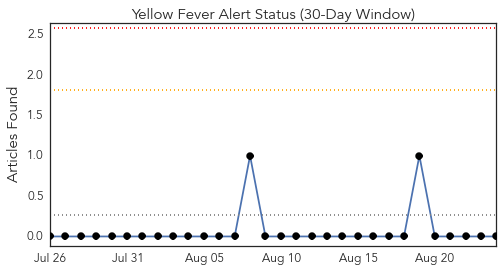 Yellow Fever Alert Status (30-Day Window)
Articles Found
2.5
2.0
1.5
1.0
0.5
0.0
Jul 26 Jul 31 Aug 05 Aug 10 Aug 15 Aug 20